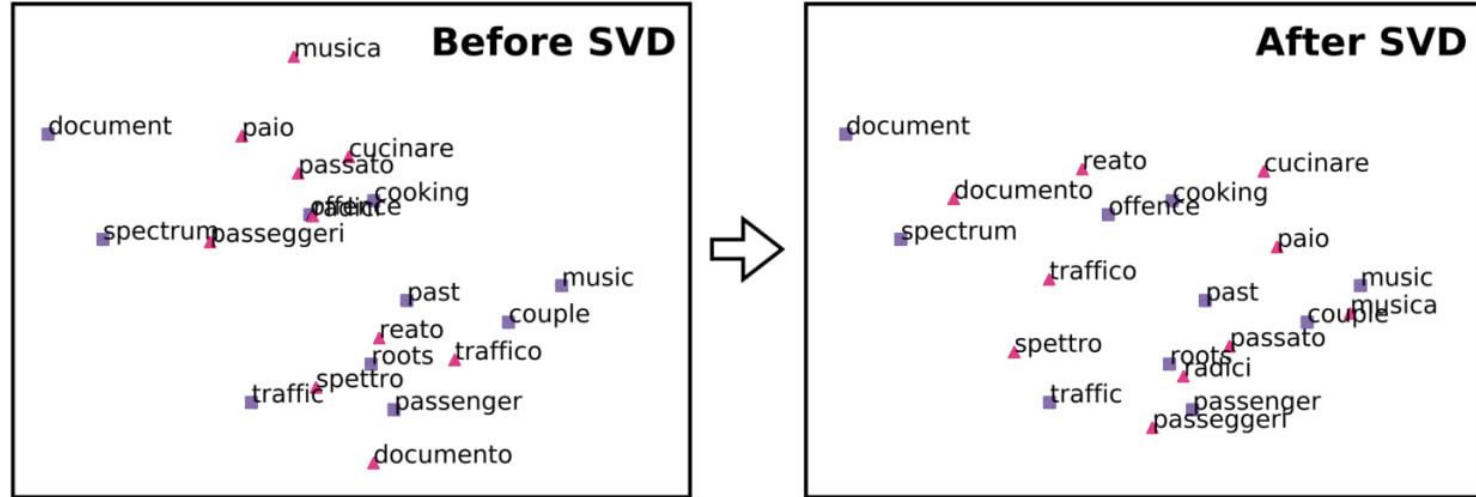 Before SVD
musica
document
paio
cucinare
passato
cooking
offence
radici
spectrum
passeggeri
music
past
couple
reato
roots
traffico
spettro
traffic
passenger
documento
After SVD
document
reato
cucinare
documento
cooking
offence
spectrum
paio
traffico
music
past
musica
couple
passato
spettro
roots
radici
traffic
passenger
passeggeri